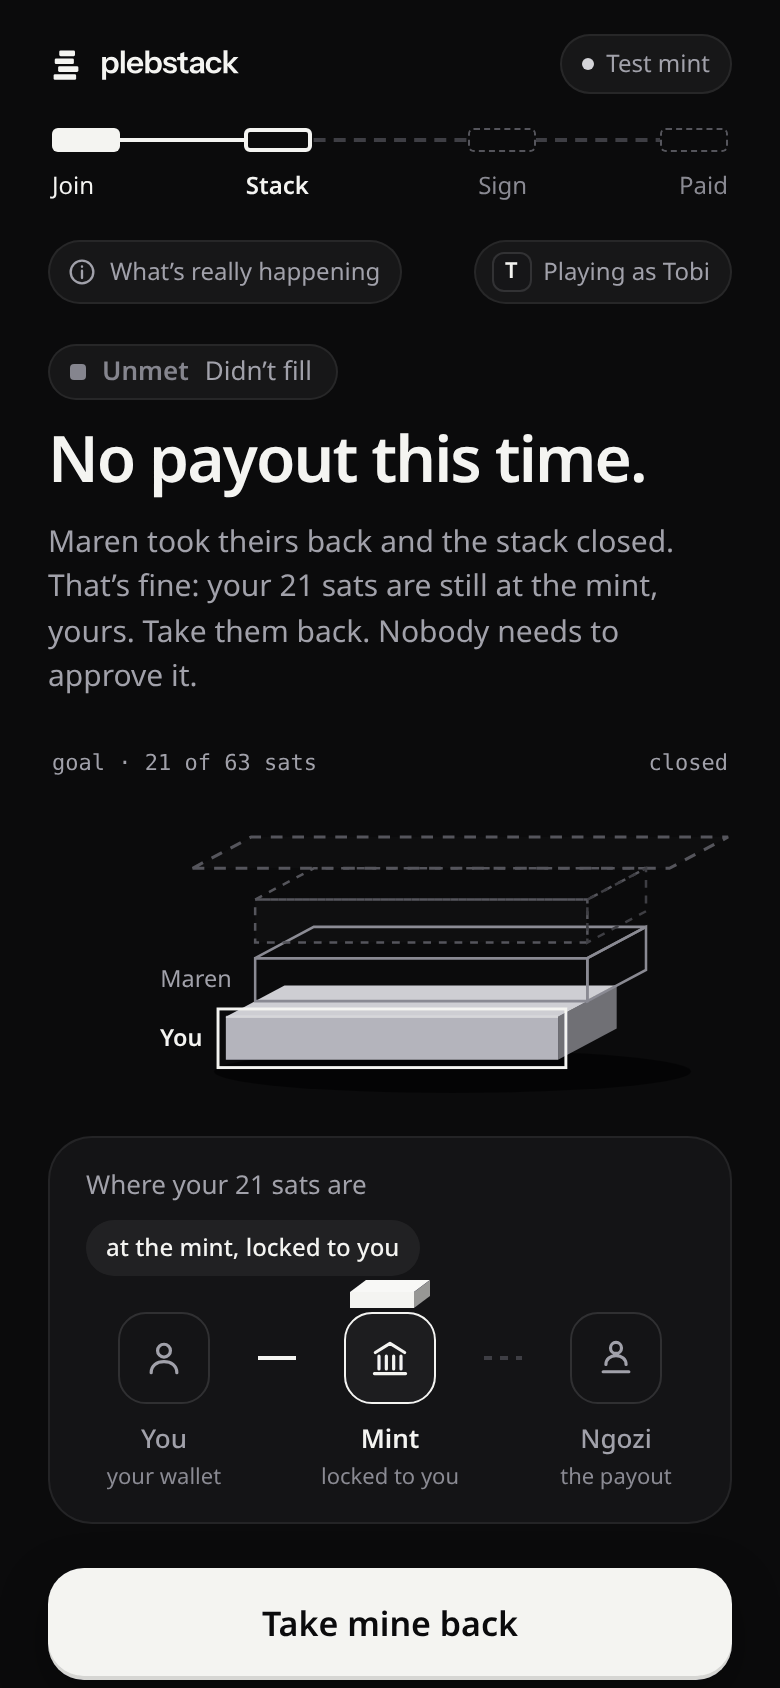 plebstack
Test mint
Join Stack Sign Paid
What’s really happening
T Playing as Tobi
Unmet Didn’t fill
No payout this time.
Maren took theirs back and the stack closed.
That’s fine: your 21 sats are still at the mint,
yours. Take them back. Nobody needs to
approve it.
goal · 21 of 63 sats
closed
Maren
You
Where your 21 sats are
at the mint, locked to you
You Mint Ngozi
your wallet locked to you the payout
Take mine back